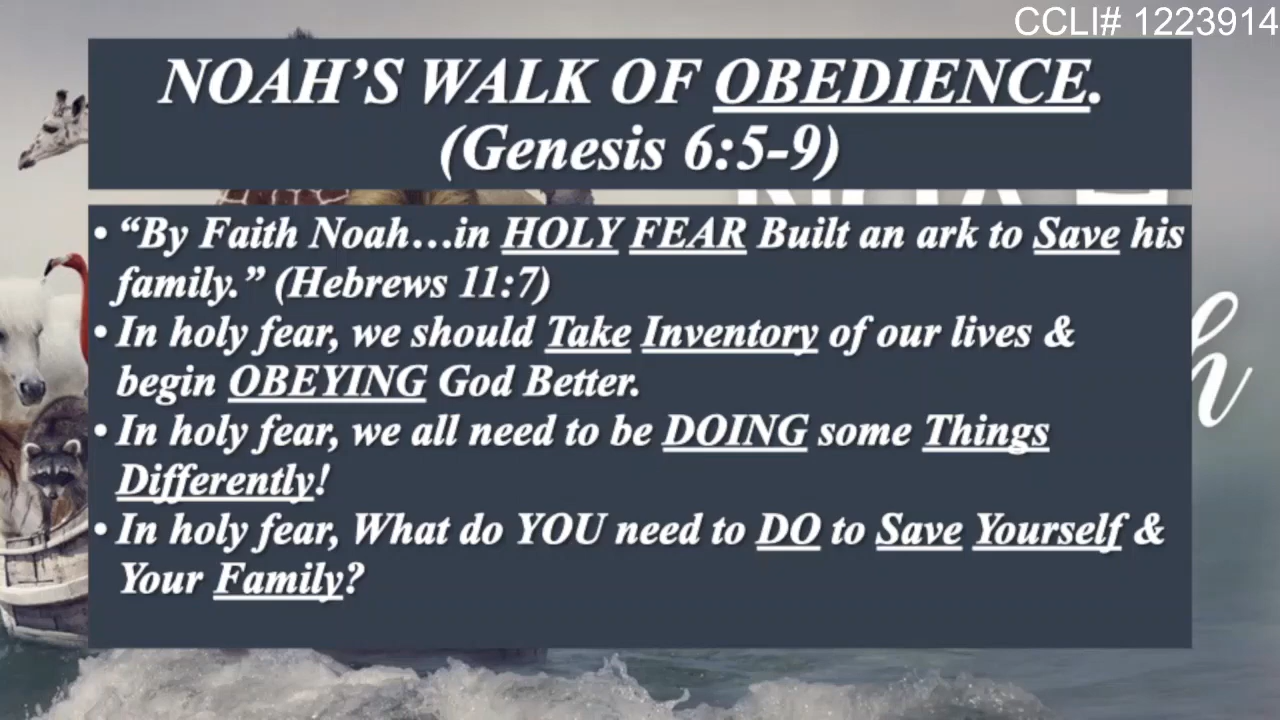 CCLI# 1223914
NOAH’S WALK OF OBEDIENCE.
(Genesis 6:5-9)
• “By Faith Noah…in HOLY FEAR Built an ark to Save his
family.” (Hebrews 11:7)
• In holy fear, we should Take Inventory of our lives &
begin OBEYING God Better.
• In holy fear, we all need to be DOING some Things
Differently!
• In holy fear, What do YOU need to DO to Save Yourself &
Your Family?